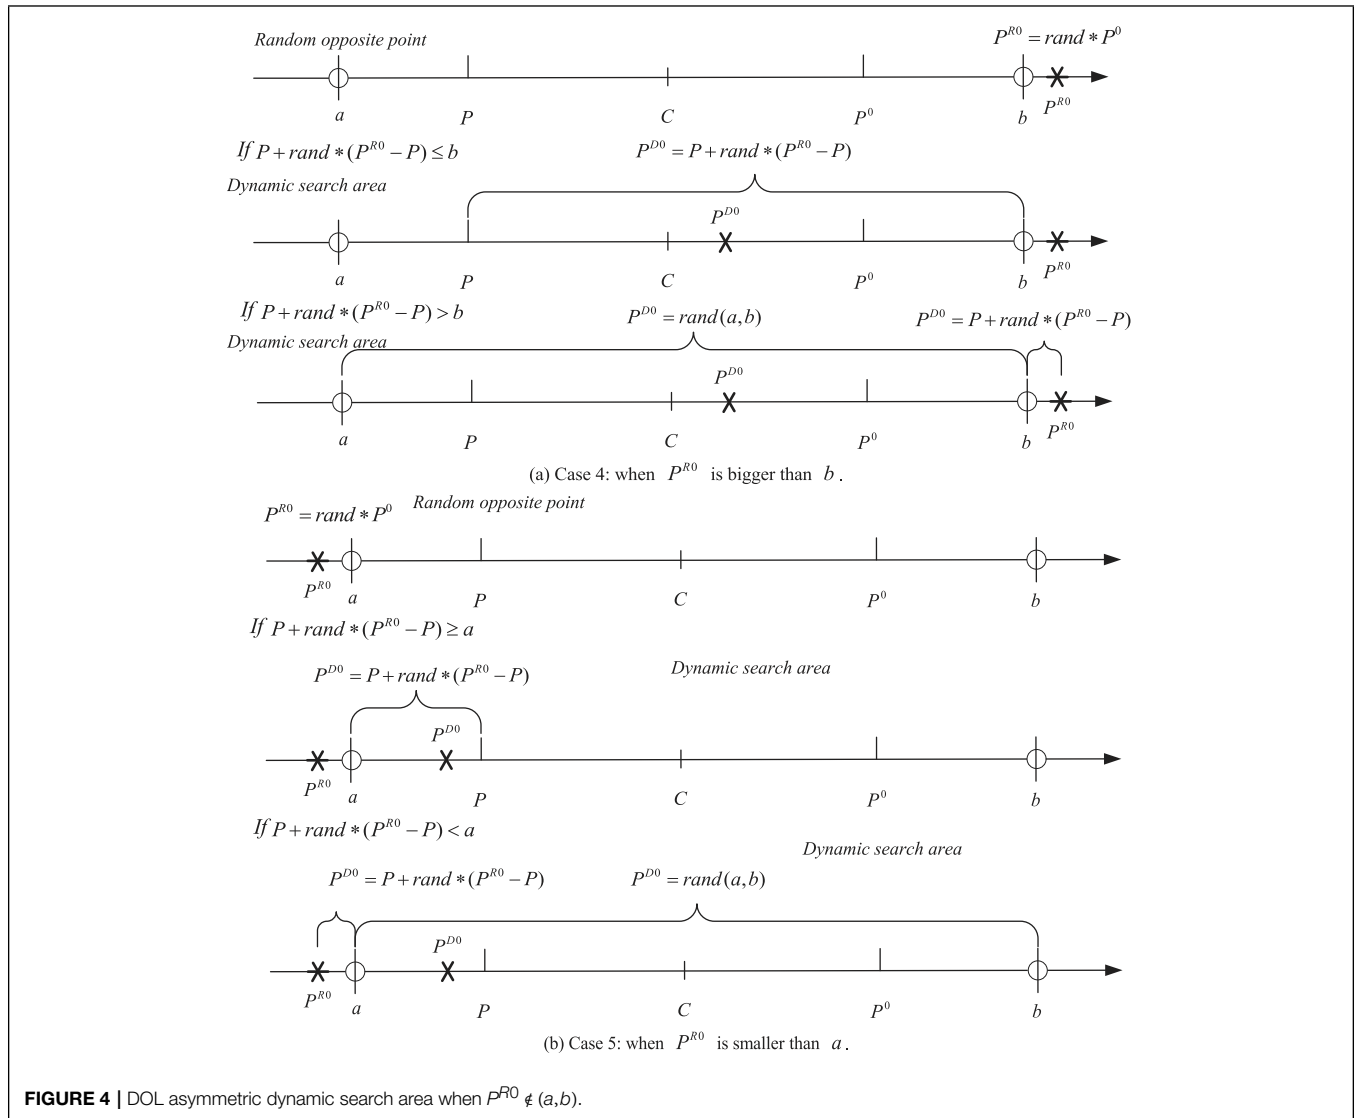 Random opposite point
P^{R0} = rand * P^0
a P C P^0 b P^{R0}
If P + rand * (P^{R0} − P) ≤ b
P^{D0} = P + rand * (P^{R0} − P)
Dynamic search area
P^{D0}
a P C P^0 b P^{R0}
If P + rand * (P^{R0} − P) > b
P^{D0} = rand(a,b)
P^{D0} = P + rand * (P^{R0} − P)
Dynamic search area
P^{D0}
a P C P^0 b P^{R0}
(a) Case 4: when P^{R0} is bigger than b .
P^{R0} = rand * P^0
Random opposite point
P^{R0} a P C P^0 b
If P + rand * (P^{R0} − P) ≥ a
P^{D0} = P + rand * (P^{R0} − P)
Dynamic search area
P^{D0}
P^{R0} a P C P^0 b
If P + rand * (P^{R0} − P) < a
Dynamic search area
P^{D0} = P + rand * (P^{R0} − P)
P^{D0} = rand(a,b)
P^{D0}
P^{R0} a P C P^0 b
(b) Case 5: when P^{R0} is smaller than a .
FIGURE 4 | DOL asymmetric dynamic search area when P^{R0} ∉ (a,b).